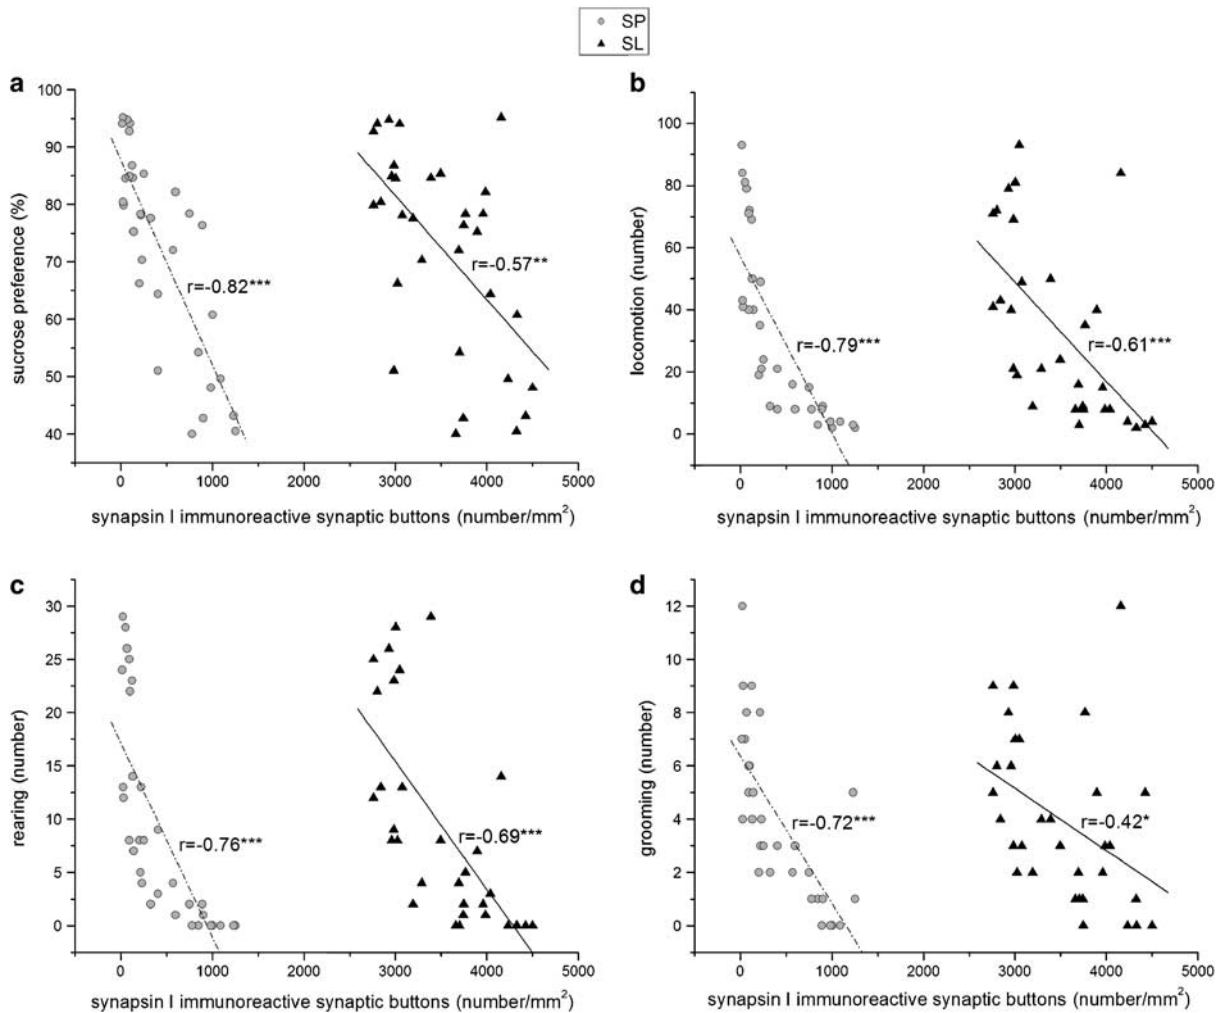 SP
SL
a
100
90
80
70
60
50
40
sucrose preference (%)
r=-0.82***
r=-0.57**
0 1000 2000 3000 4000 5000
synapsin I immunoreactive synaptic buttons (number/mm²)
b
100
80
60
40
20
0
locomotion (number)
r=-0.79***
r=-0.61***
0 1000 2000 3000 4000 5000
synapsin I immunoreactive synaptic buttons (number/mm²)
c
30
25
20
15
10
5
0
rearing (number)
r=-0.76***
r=-0.69***
0 1000 2000 3000 4000 5000
synapsin I immunoreactive synaptic buttons (number/mm²)
d
12
10
8
6
4
2
0
grooming (number)
r=-0.72***
r=-0.42*
0 1000 2000 3000 4000 5000
synapsin I immunoreactive synaptic buttons (number/mm²)